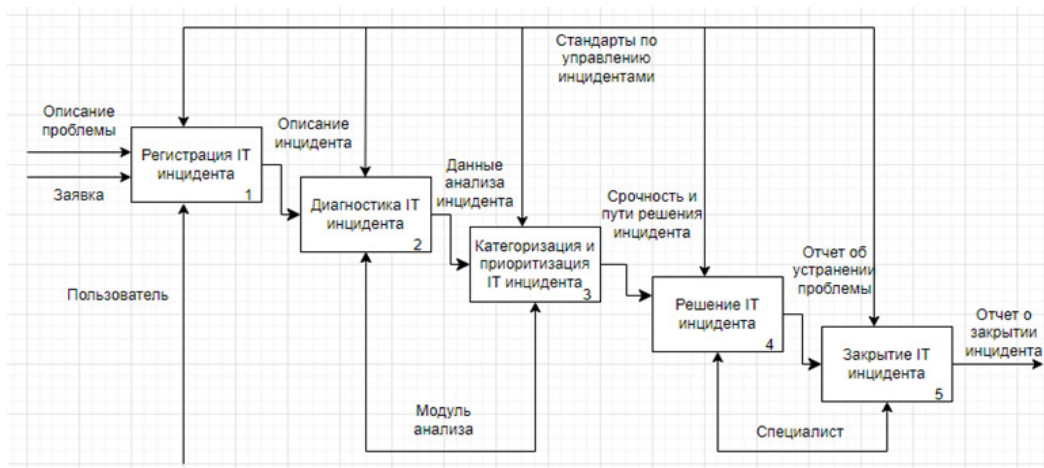 Стандарты по
управлению
инцидентами
Описание
проблемы
Заявка
Регистрация IT
инцидента
1
Описание
инцидента
Диагностика IT
инцидента
2
Данные
анализа
инцидента
Категоризация и
приоритизация
IT инцидента
3
Срочность и
пути решения
инцидента
Решение IT
инцидента
4
Отчет об
устранении
проблемы
Закрытие IT
инцидента
5
Отчет о
закрытии
инцидента
Пользователь
Модуль
анализа
Специалист